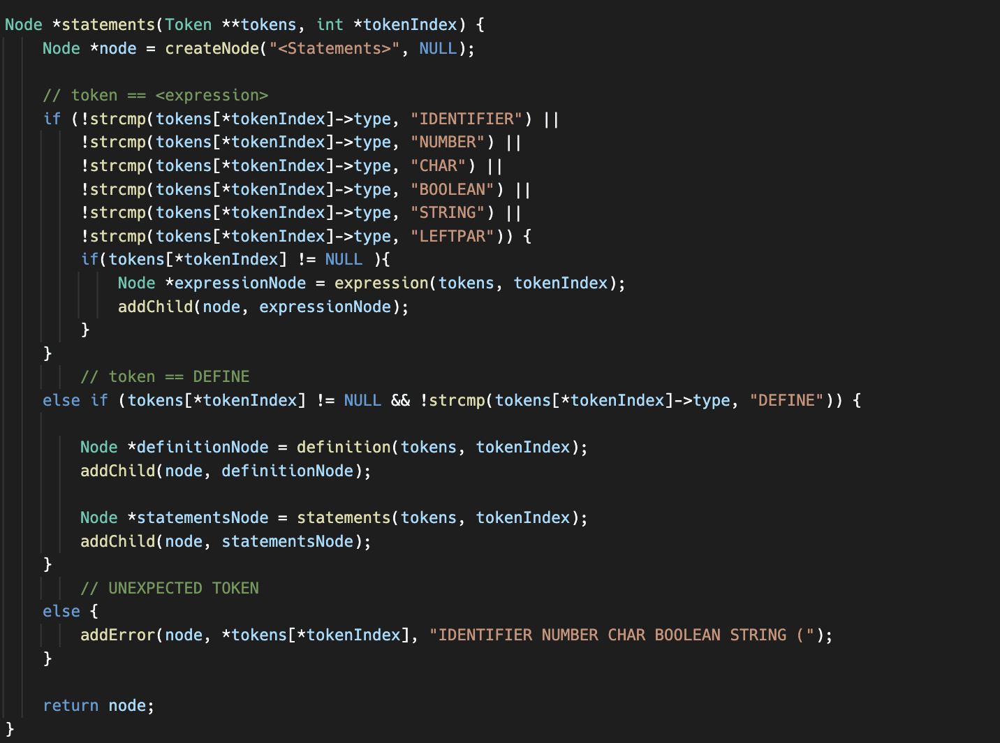 Node *statements(Token **tokens, int *tokenIndex) {
    Node *node = createNode("<Statements>", NULL);

    // token == <expression>
    if (!strcmp(tokens[*tokenIndex]->type, "IDENTIFIER") ||
        !strcmp(tokens[*tokenIndex]->type, "NUMBER") ||
        !strcmp(tokens[*tokenIndex]->type, "CHAR") ||
        !strcmp(tokens[*tokenIndex]->type, "BOOLEAN") ||
        !strcmp(tokens[*tokenIndex]->type, "STRING") ||
        !strcmp(tokens[*tokenIndex]->type, "LEFTPAR")) {
        if(tokens[*tokenIndex] != NULL ){
            Node *expressionNode = expression(tokens, tokenIndex);
            addChild(node, expressionNode);
        }
    }
        // token == DEFINE
    else if (tokens[*tokenIndex] != NULL && !strcmp(tokens[*tokenIndex]->type, "DEFINE")) {

        Node *definitionNode = definition(tokens, tokenIndex);
        addChild(node, definitionNode);

        Node *statementsNode = statements(tokens, tokenIndex);
        addChild(node, statementsNode);
    }
        // UNEXPECTED TOKEN
    else {
        addError(node, *tokens[*tokenIndex], "IDENTIFIER NUMBER CHAR BOOLEAN STRING (");
    }

    return node;
}